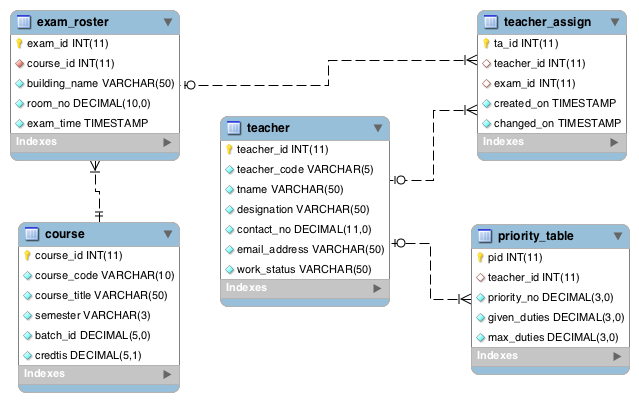 exam_roster
exam_id INT(11)
course_id INT(11)
building_name VARCHAR(50)
room_no DECIMAL(10,0)
exam_time TIMESTAMP
Indexes
teacher_assign
ta_id INT(11)
teacher_id INT(11)
exam_id INT(11)
created_on TIMESTAMP
changed_on TIMESTAMP
Indexes
teacher
teacher_id INT(11)
teacher_code VARCHAR(5)
tname VARCHAR(50)
designation VARCHAR(50)
contact_no DECIMAL(11,0)
email_address VARCHAR(50)
work_status VARCHAR(50)
Indexes
course
course_id INT(11)
course_code VARCHAR(10)
course_title VARCHAR(50)
semester VARCHAR(3)
batch_id DECIMAL(5,0)
credtis DECIMAL(5,1)
Indexes
priority_table
pid INT(11)
teacher_id INT(11)
priority_no DECIMAL(3,0)
given_duties DECIMAL(3,0)
max_duties DECIMAL(3,0)
Indexes